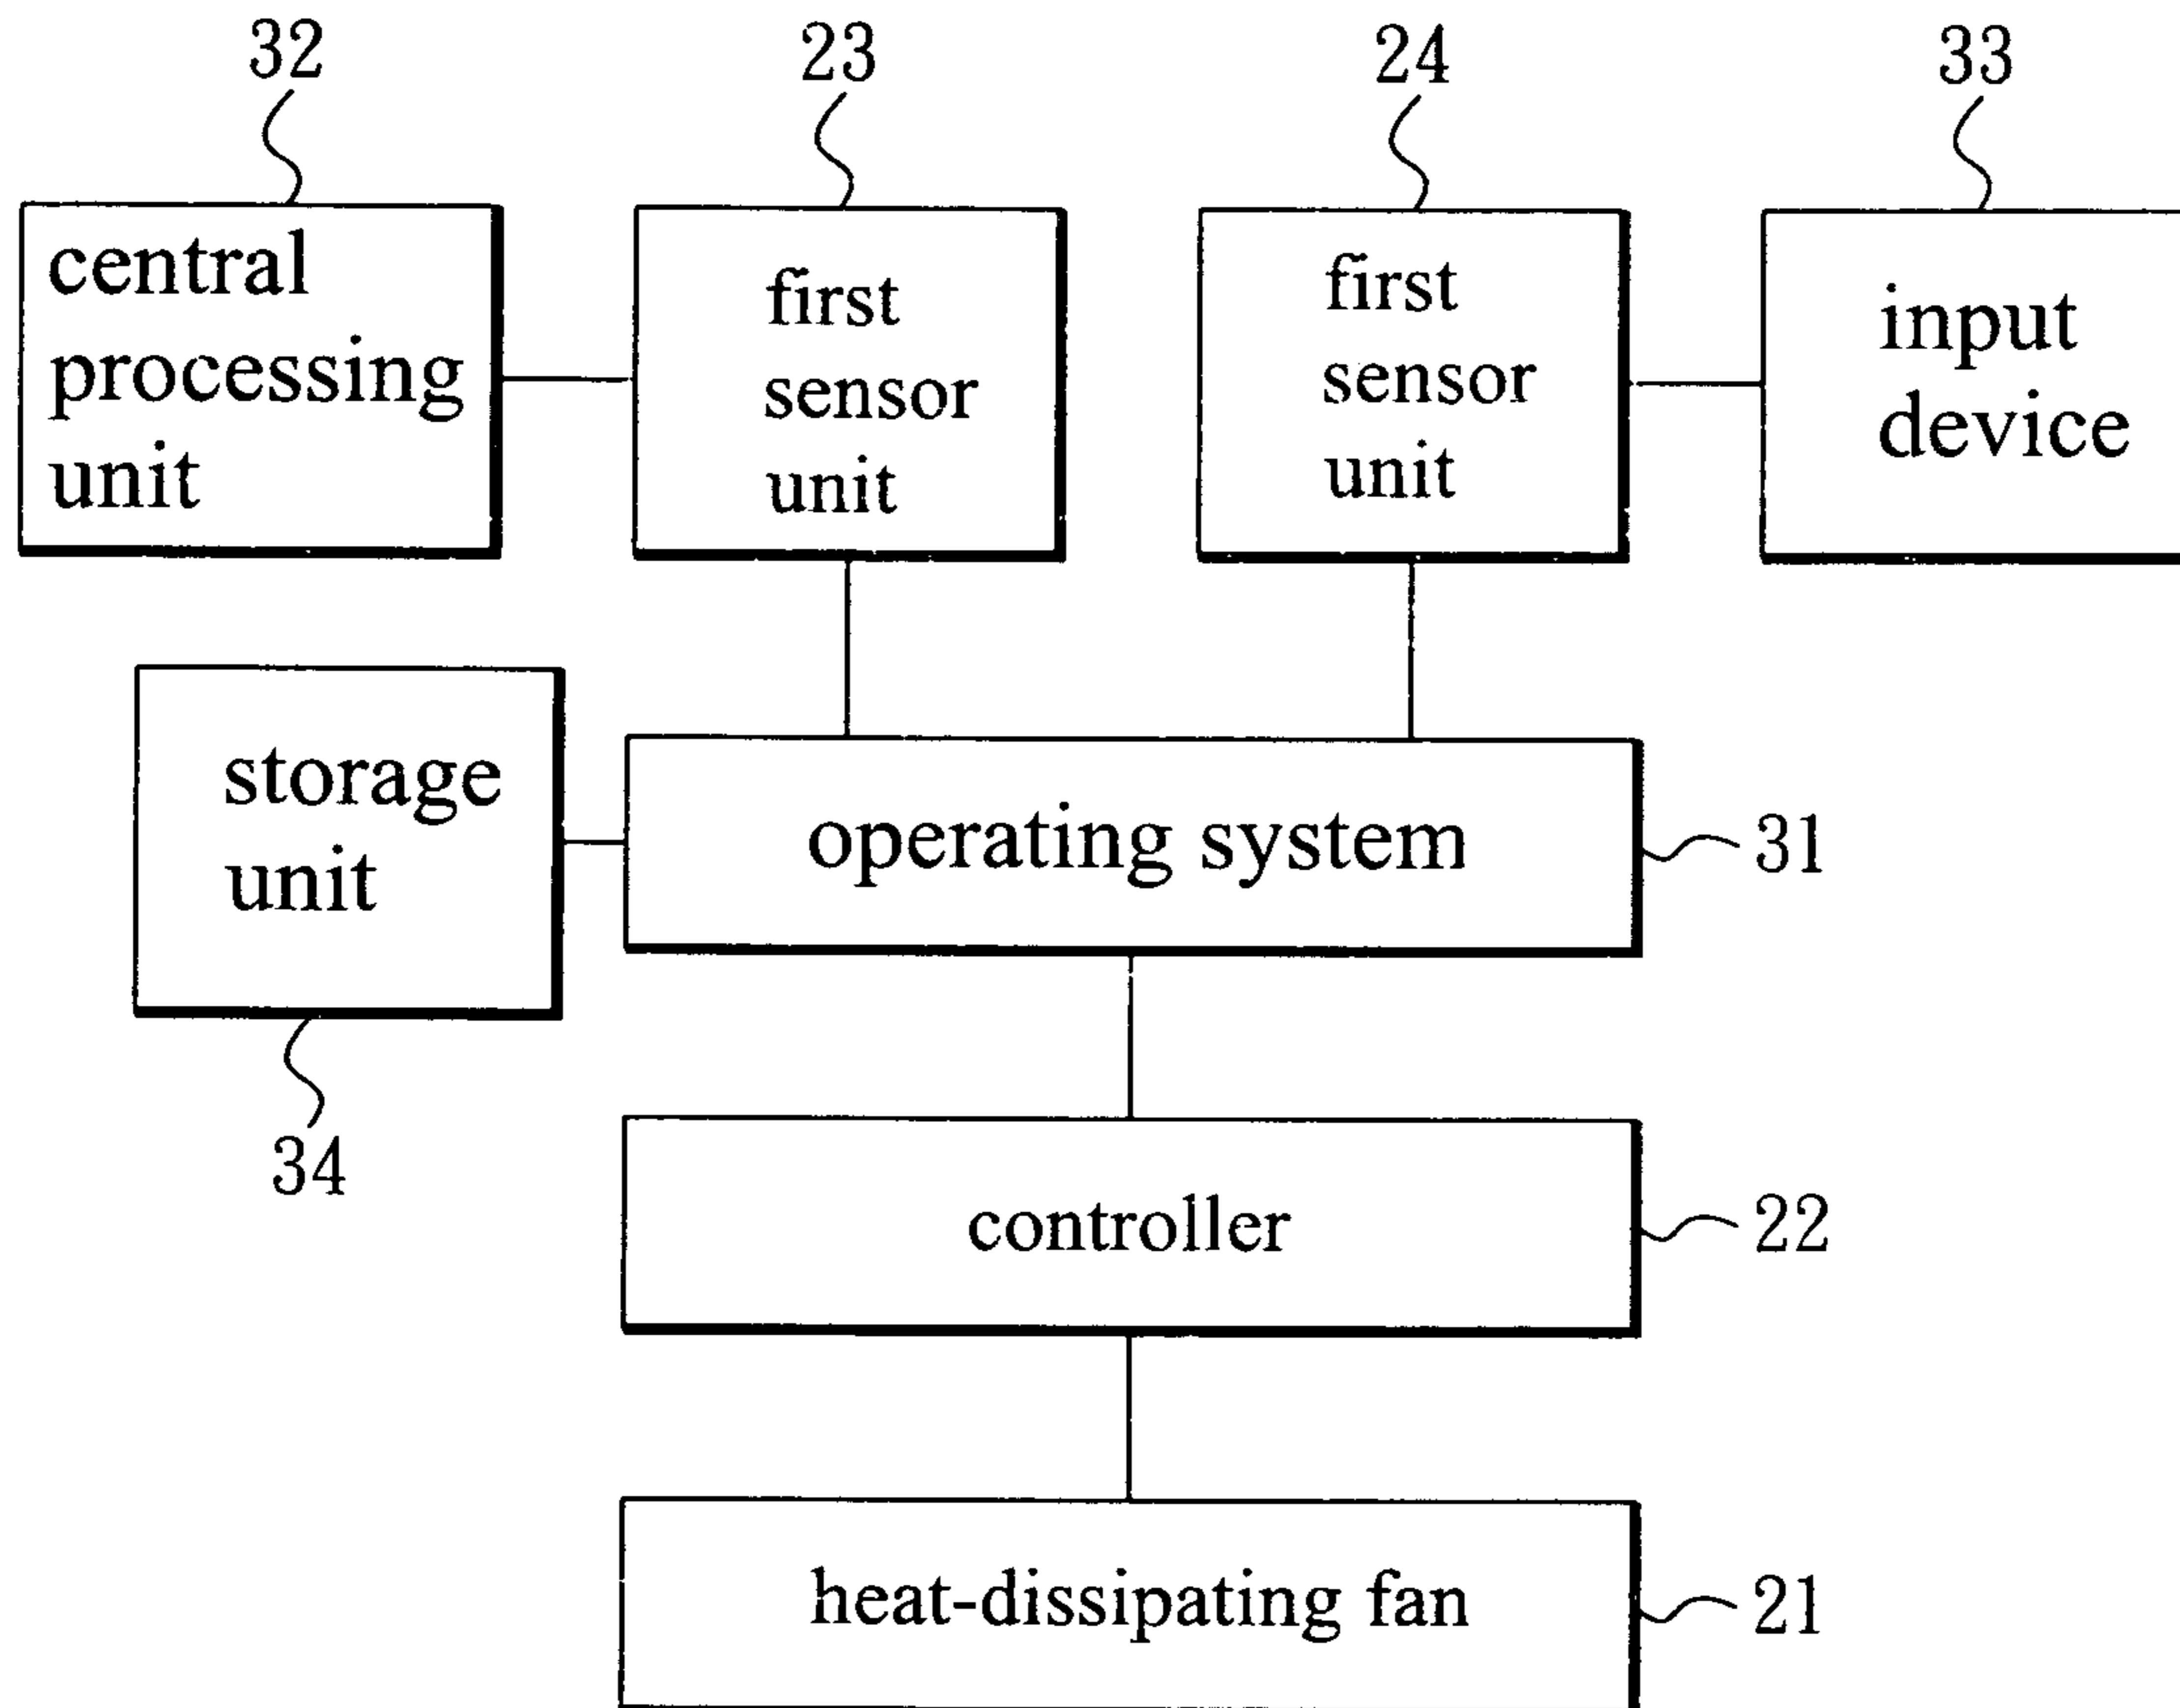 32
23
24
33
central
processing
unit
first
sensor
unit
first
sensor
unit
input
device
storage
unit
operating system
31
34
controller
22
heat-dissipating fan
21